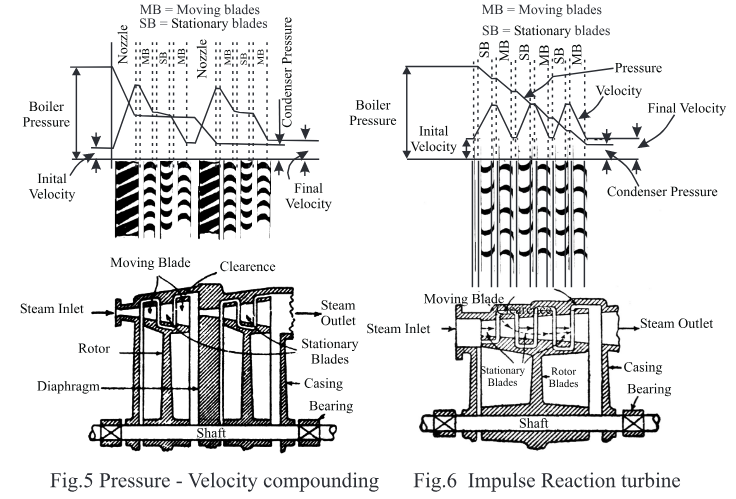 MB = Moving blades
SB = Stationary blades
Nozzle
MB
SB
MB
Nozzle
MB
SB
MB
Condenser Pressure
Boiler
Pressure
Inital
Velocity
Final
Velocity
Moving Blade
Clearence
Steam Inlet
Steam
Outlet
Stationary
Blades
Rotor
Diaphragm
Casing
Bearing
Shaft
Fig.5 Pressure - Velocity compounding
MB = Moving blades
SB = Stationary blades
SB
MB
SB
MB
SB
MB
Pressure
Velocity
Boiler
Pressure
Inital
Velocity
Final Velocity
Condenser Pressure
Moving Blade
Clearence
Steam Inlet
Steam Outlet
Stationary
Blades
Rotor
Blades
Casing
Bearing
Shaft
Fig.6 Impulse Reaction turbine